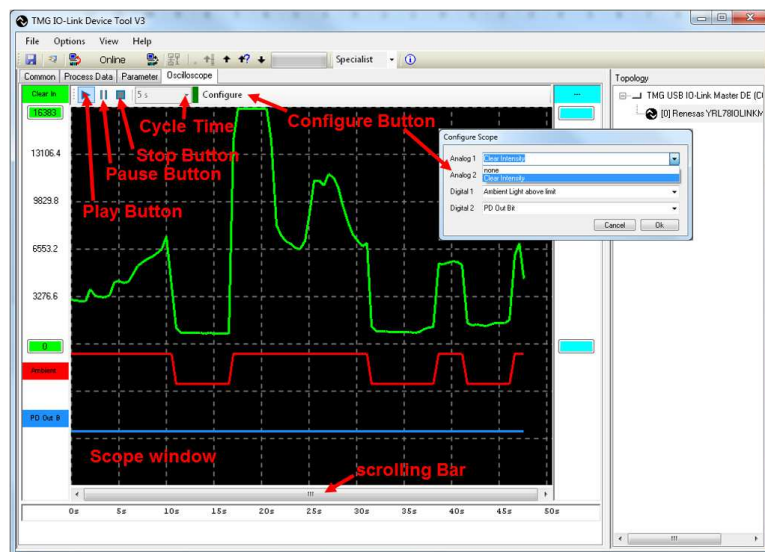 TMG IO-Link Device Tool V3
File Options View Help
Online
Specialist
Common Process Data Parameter Oscilloscope
Clear In
5 s
Configure
...
16383
13106.4
9829.8
6553.2
3276.6
0
Ambient
PD Out B
Cycle Time
Stop Button
Pause Button
Play Button
Configure Button
Scope window
scrolling Bar
Configure Scope
Analog 1 Clear Intensity
none
Clear Intensity
Analog 2
Digital 1 Ambient Light above limit
Digital 2 PD Out Bit
Cancel Ok
0s 5s 10s 15s 20s 25s 30s 35s 40s 45s 50s
Topology
TMG USB IO-Link Master DE (C
[0] Renesas YRL78IOLINKM